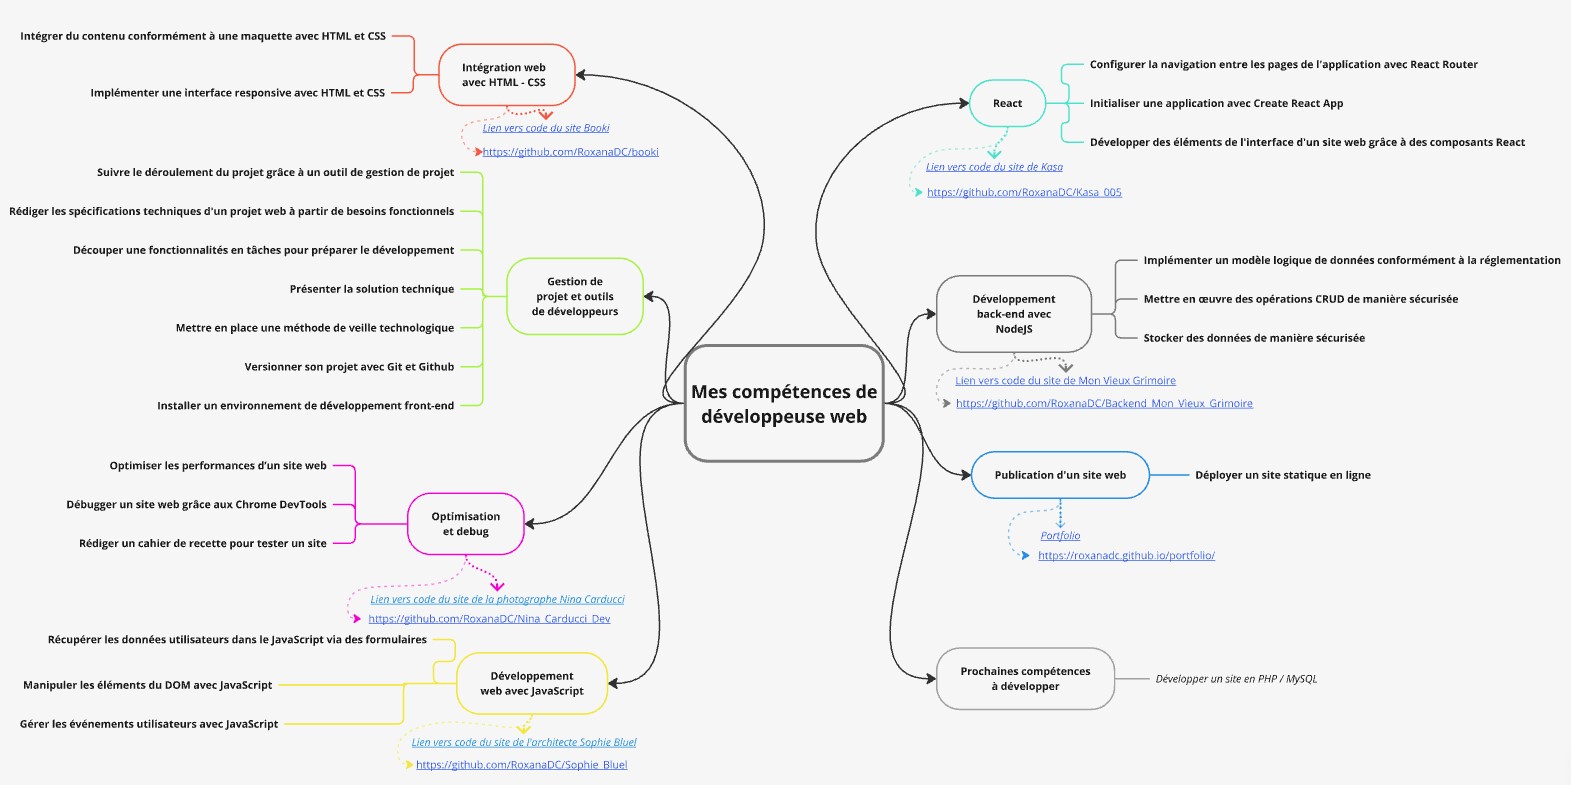 Mes compétences de
développeuse web
Intégration web
avec HTML - CSS
Intégrer du contenu conformément à une maquette avec HTML et CSS
Implémenter une interface responsive avec HTML et CSS
Lien vers code du site Booki
https://github.com/RoxanaDC/booki
Gestion de
projet et outils
de développeurs
Suivre le déroulement du projet grâce à un outil de gestion de projet
Rédiger les spécifications techniques d'un projet web à partir de besoins fonctionnels
Découper une fonctionnalités en tâches pour préparer le développement
Présenter la solution technique
Mettre en place une méthode de veille technologique
Versionner son projet avec Git et Github
Installer un environnement de développement front-end
Optimisation
et debug
Optimiser les performances d'un site web
Débugger un site web grâce aux Chrome DevTools
Rédiger un cahier de recette pour tester un site
Lien vers code du site de la photographe Nina Carducci
https://github.com/RoxanaDC/Nina_Carducci_Dev
Développement
web avec JavaScript
Récupérer les données utilisateurs dans le JavaScript via des formulaires
Manipuler les éléments du DOM avec JavaScript
Gérer les événements utilisateurs avec JavaScript
Lien vers code du site de l'architecte Sophie Bluel
https://github.com/RoxanaDC/Sophie_Bluel
React
Configurer la navigation entre les pages de l'application avec React Router
Initialiser une application avec Create React App
Développer des éléments de l'interface d'un site web grâce à des composants React
Lien vers code du site de Kasa
https://github.com/RoxanaDC/Kasa_005
Développement
back-end avec
NodeJS
Implémenter un modèle logique de données conformément à la réglementation
Mettre en œuvre des opérations CRUD de manière sécurisée
Stocker des données de manière sécurisée
Lien vers code du site de Mon Vieux Grimoire
https://github.com/RoxanaDC/Backend_Mon_Vieux_Grimoire
Publication d'un site web
Déployer un site statique en ligne
Portfolio
https://roxanadc.github.io/portfolio/
Prochaines compétences
à développer
Développer un site en PHP / MySQL